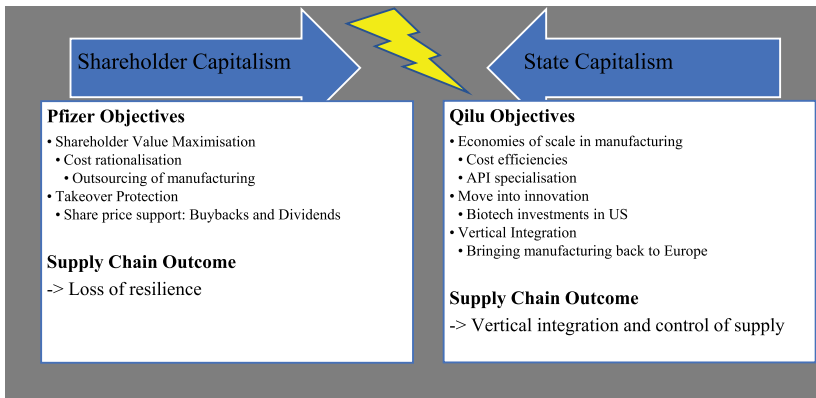 Shareholder Capitalism
State Capitalism
Pfizer Objectives
• Shareholder Value Maximisation
• Cost rationalisation
• Outsourcing of manufacturing
• Takeover Protection
• Share price support: Buybacks and Dividends
Supply Chain Outcome
-> Loss of resilience
Qilu Objectives
• Economies of scale in manufacturing
• Cost efficiencies
• API specialisation
• Move into innovation
• Biotech investments in US
• Vertical Integration
• Bringing manufacturing back to Europe
Supply Chain Outcome
-> Vertical integration and control of supply